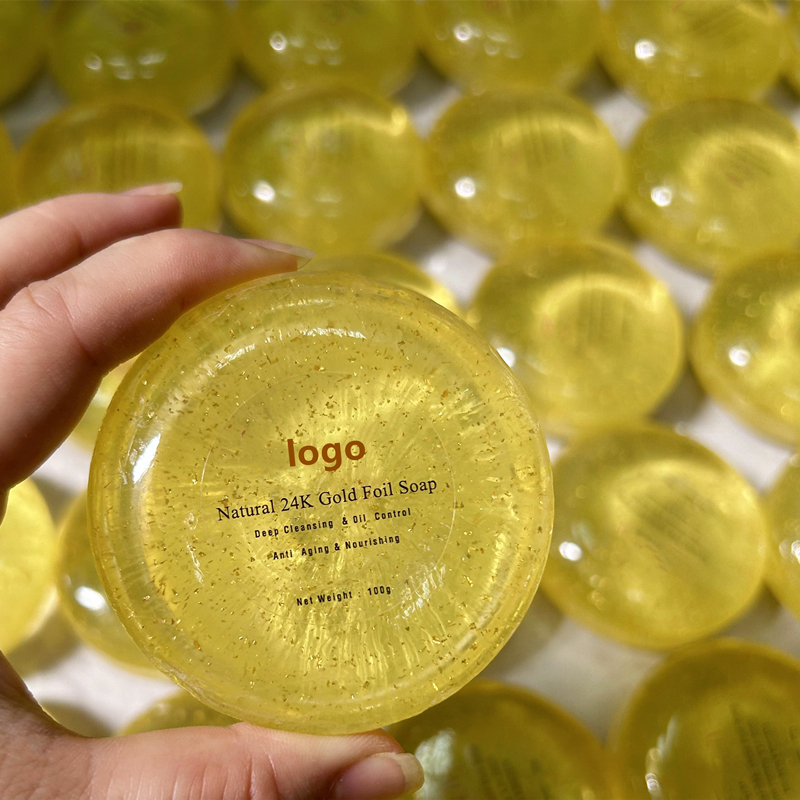 logo
Natural 24K Gold Foil Soap
Deep Cleansing & Oil Control
Anti Aging & Nourishing
Net Weight : 100g